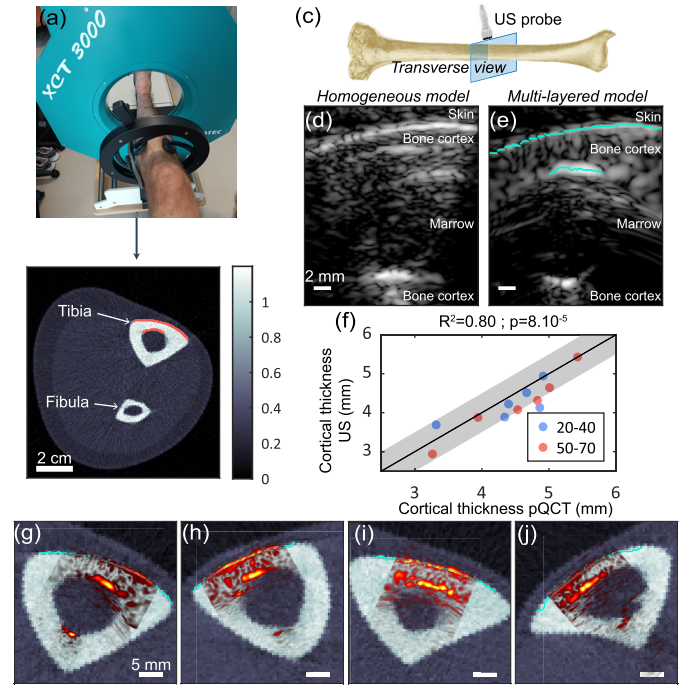 (a)
XCT 3000
ATEC
(c)
US probe
Transverse view
Homogeneous model
Multi-layered model
(d)
(e)
Skin
Bone cortex
Marrow
Bone cortex
2 mm
Skin
Bone cortex
Marrow
Bone cortex
Tibia
Fibula
2 cm
1
0.8
0.6
0.4
0.2
0
(f)
R²=0.80 ; p=8.10⁻⁵
Cortical thickness
US (mm)
6
5
4
3
20-40
50-70
3
4
5
6
Cortical thickness pQCT (mm)
(g)
(h)
(i)
(j)
5 mm